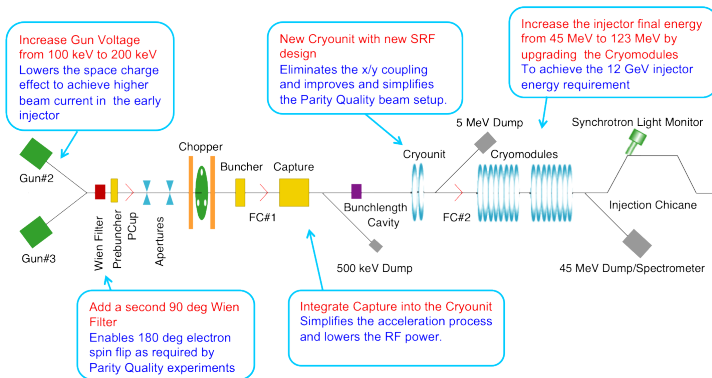 Increase Gun Voltage
from 100 keV to 200 keV
Lowers the space charge
effect to achieve higher
beam current in  the early
injector
New Cryounit with new SRF
design
Eliminates the x/y coupling
and improves and simplifies
the Parity Quality beam setup.
Increase the injector final energy
from 45 MeV to 123 MeV by
upgrading  the Cryomodules
To achieve the 12 GeV injector
energy requirement
5 MeV Dump
Synchrotron Light Monitor
Chopper
Gun#2
Buncher
Capture
Cryounit
Cryomodules
Gun#3
Wien Filter
Prebuncher
PCup
Apertures
FC#1
Bunchlength
Cavity
FC#2
Injection Chicane
500 keV Dump
45 MeV Dump/Spectrometer
Add a second 90 deg Wien
Filter
Enables 180 deg electron
spin flip as required by
Parity Quality experiments
Integrate Capture into the Cryounit
Simplifies the acceleration process
and lowers the RF power.